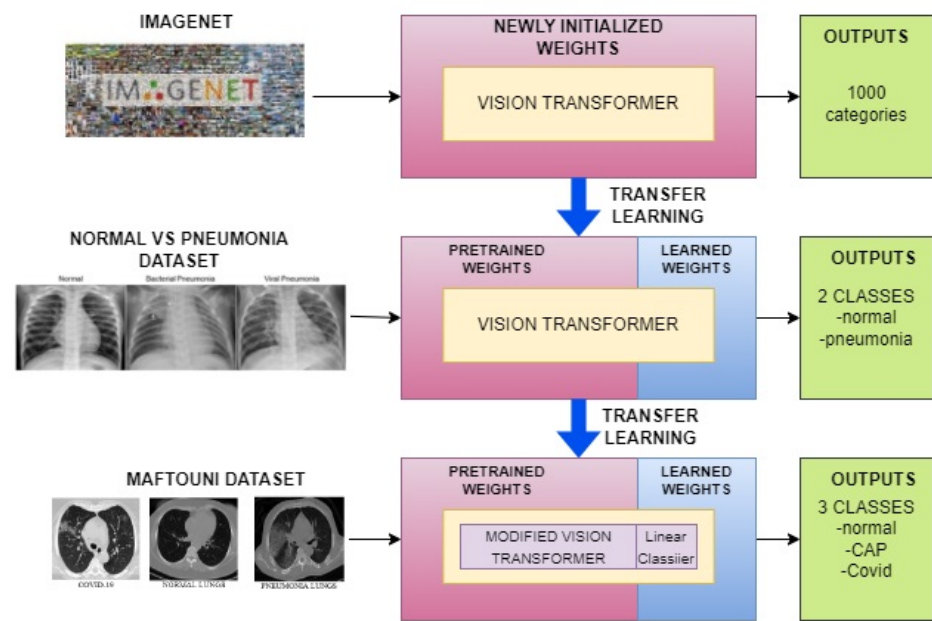 IMAGENET
IMAGENET
NEWLY INITIALIZED
WEIGHTS
VISION TRANSFORMER
OUTPUTS
1000
categories
TRANSFER
LEARNING
NORMAL VS PNEUMONIA
DATASET
Normal
Bacterial Pneumonia
Viral Pneumonia
PRETRAINED
WEIGHTS
LEARNED
WEIGHTS
VISION TRANSFORMER
OUTPUTS
2 CLASSES
-normal
-pneumonia
TRANSFER
LEARNING
MAFTOUNI DATASET
COVID-19
NORMAL LUNGS
PNEUMONIA LUNGS
PRETRAINED
WEIGHTS
LEARNED
WEIGHTS
MODIFIED VISION
TRANSFORMER
Linear
Classiier
OUTPUTS
3 CLASSES
-normal
-CAP
-Covid